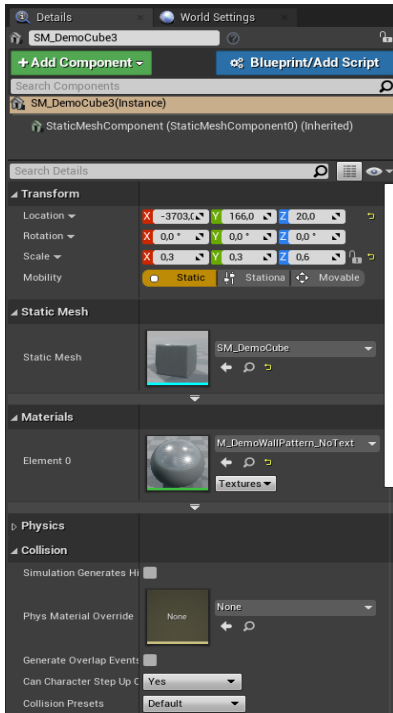 Details World Settings
SM_DemoCube3
+Add Component Blueprint/Add Script
Search Components
SM_DemoCube3(Instance)
StaticMeshComponent (StaticMeshComponent0) (Inherited)
Search Details
Transform
Location X -3703,0 Y 166,0 Z 20,0
Rotation X 0,0 ° Y 0,0 ° Z 0,0 °
Scale X 0,3 Y 0,3 Z 0,6
Mobility Static Stationa Movable
Static Mesh
Static Mesh SM_DemoCube
Materials
Element 0 M_DemoWallPattern_NoText
Textures
Physics
Collision
Simulation Generates Hi
Phys Material Override None None
Generate Overlap Events
Can Character Step Up C Yes
Collision Presets Default